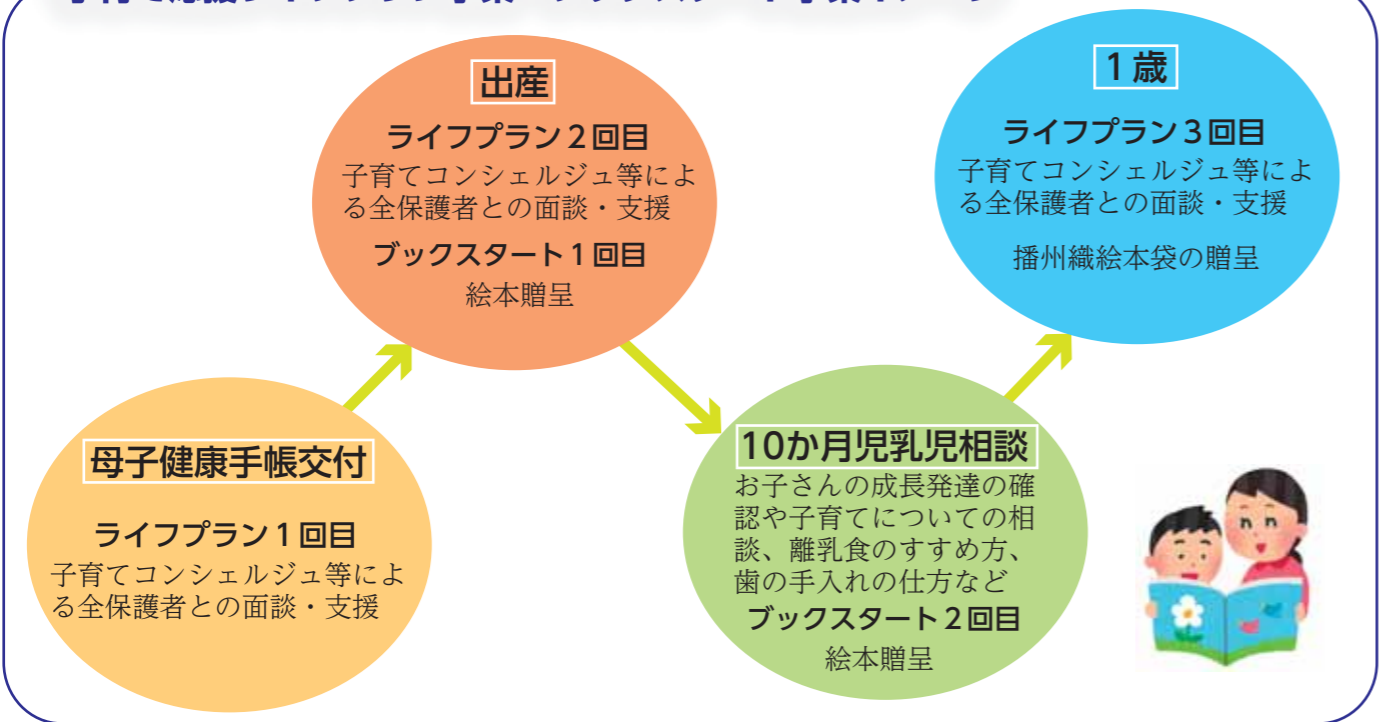 母子健康手帳交付
ライフプラン1回目
子育てコンシェルジュ等によ
る全保護者との面談・支援
出産
ライフプラン2回目
子育てコンシェルジュ等によ
る全保護者との面談・支援
ブックスタート1回目
絵本贈呈
10か月児乳児相談
お子さんの成長発達の確
認や子育てについての相
談、離乳食のすすめ方、
歯の手入れの仕方など
ブックスタート2回目
絵本贈呈
1歳
ライフプラン3回目
子育てコンシェルジュ等によ
る全保護者との面談・支援
播州織絵本袋の贈呈